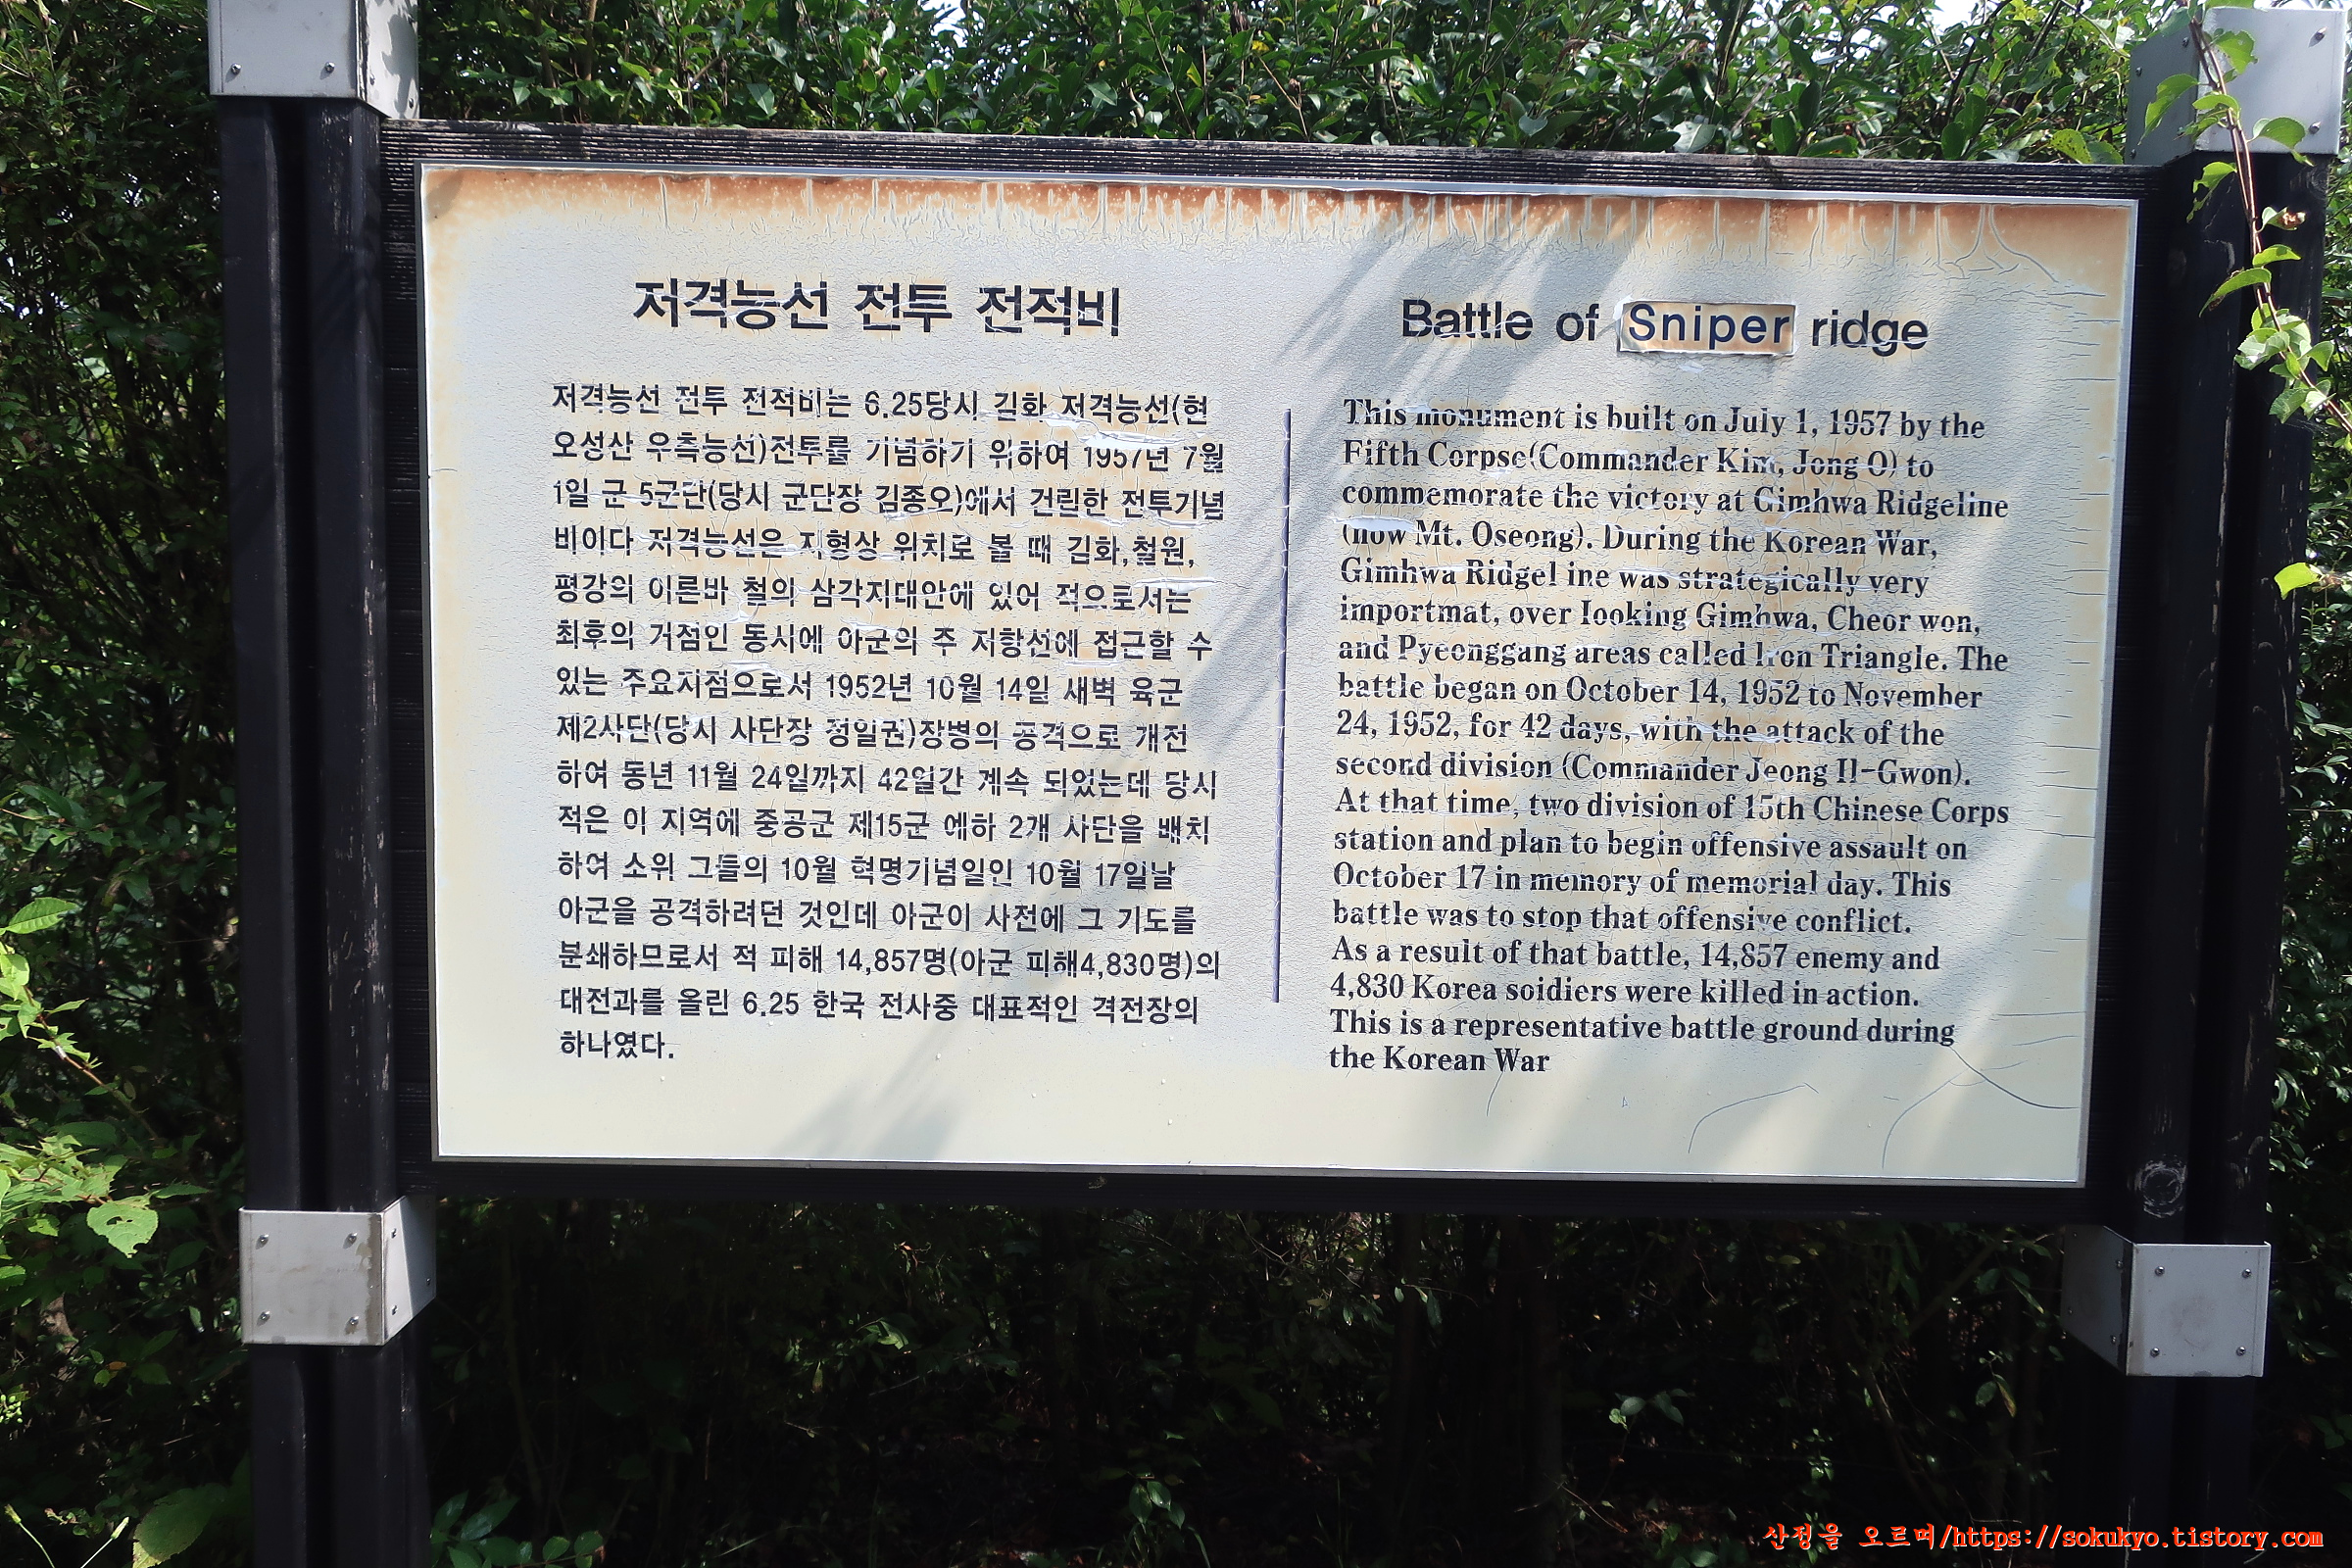 저격능선 전투 전적비
저격능선 전투 전적비는 6.25당시 김화 저격능선(현
오성산 우측능선)전투를 기념하기 위하여 1957년 7월
1일 군 5군단(당시 군단장 김종오)에서 건립한 전투기념
비이다 저격능선은 지형상 위치로 볼 때 김화,철원,
평강의 이른바 철의 삼각지대안에 있어 적으로서는
최후의 거점인 동시에 아군의 주 저항선에 접근할 수
있는 주요지점으로서 1952년 10월 14일 새벽 육군
제2사단(당시 사단장 정일권)장병의 공격으로 개전
하여 동년 11월 24일까지 42일간 계속 되었는데 당시
적은 이 지역에 중공군 제15군 예하 2개 사단을 배치
하여 소위 그들의 10월 혁명기념일인 10월 17일날
아군을 공격하려던 것인데 아군이 사전에 그 기도를
분쇄하므로서 적 피해 14,857명(아군 피해4,830명)의
대전과를 올린 6.25 한국 전사중 대표적인 격전장의
하나였다.
Battle of Sniper ridge
This monument is built on July 1, 1957 by the
Fifth Corpse(Commander Kim, Jong O) to
commemorate the victory at Gimhwa Ridgeline
(now Mt. Oseong). During the Korean War,
Gimhwa Ridgel ine was strategically very
importmat, over Iooking Gimhwa, Cheor won,
and Pyeonggang areas called lron Triangle. The
battle began on October 14, 1952 to November
24, 1952, for 42 days, with the attack of the
second division (Commander Jeong Il-Gwon).
At that time, two division of 15th Chinese Corps
station and plan to begin offensive assault on
October 17 in memory of memorial day. This
battle was to stop that offensive conflict.
As a result of that battle, 14,857 enemy and
4,830 Korea soidiers were killed in action.
This is a representative battle ground during
the Korean War
산정을 오르며/https://sokukyo.tistory.com